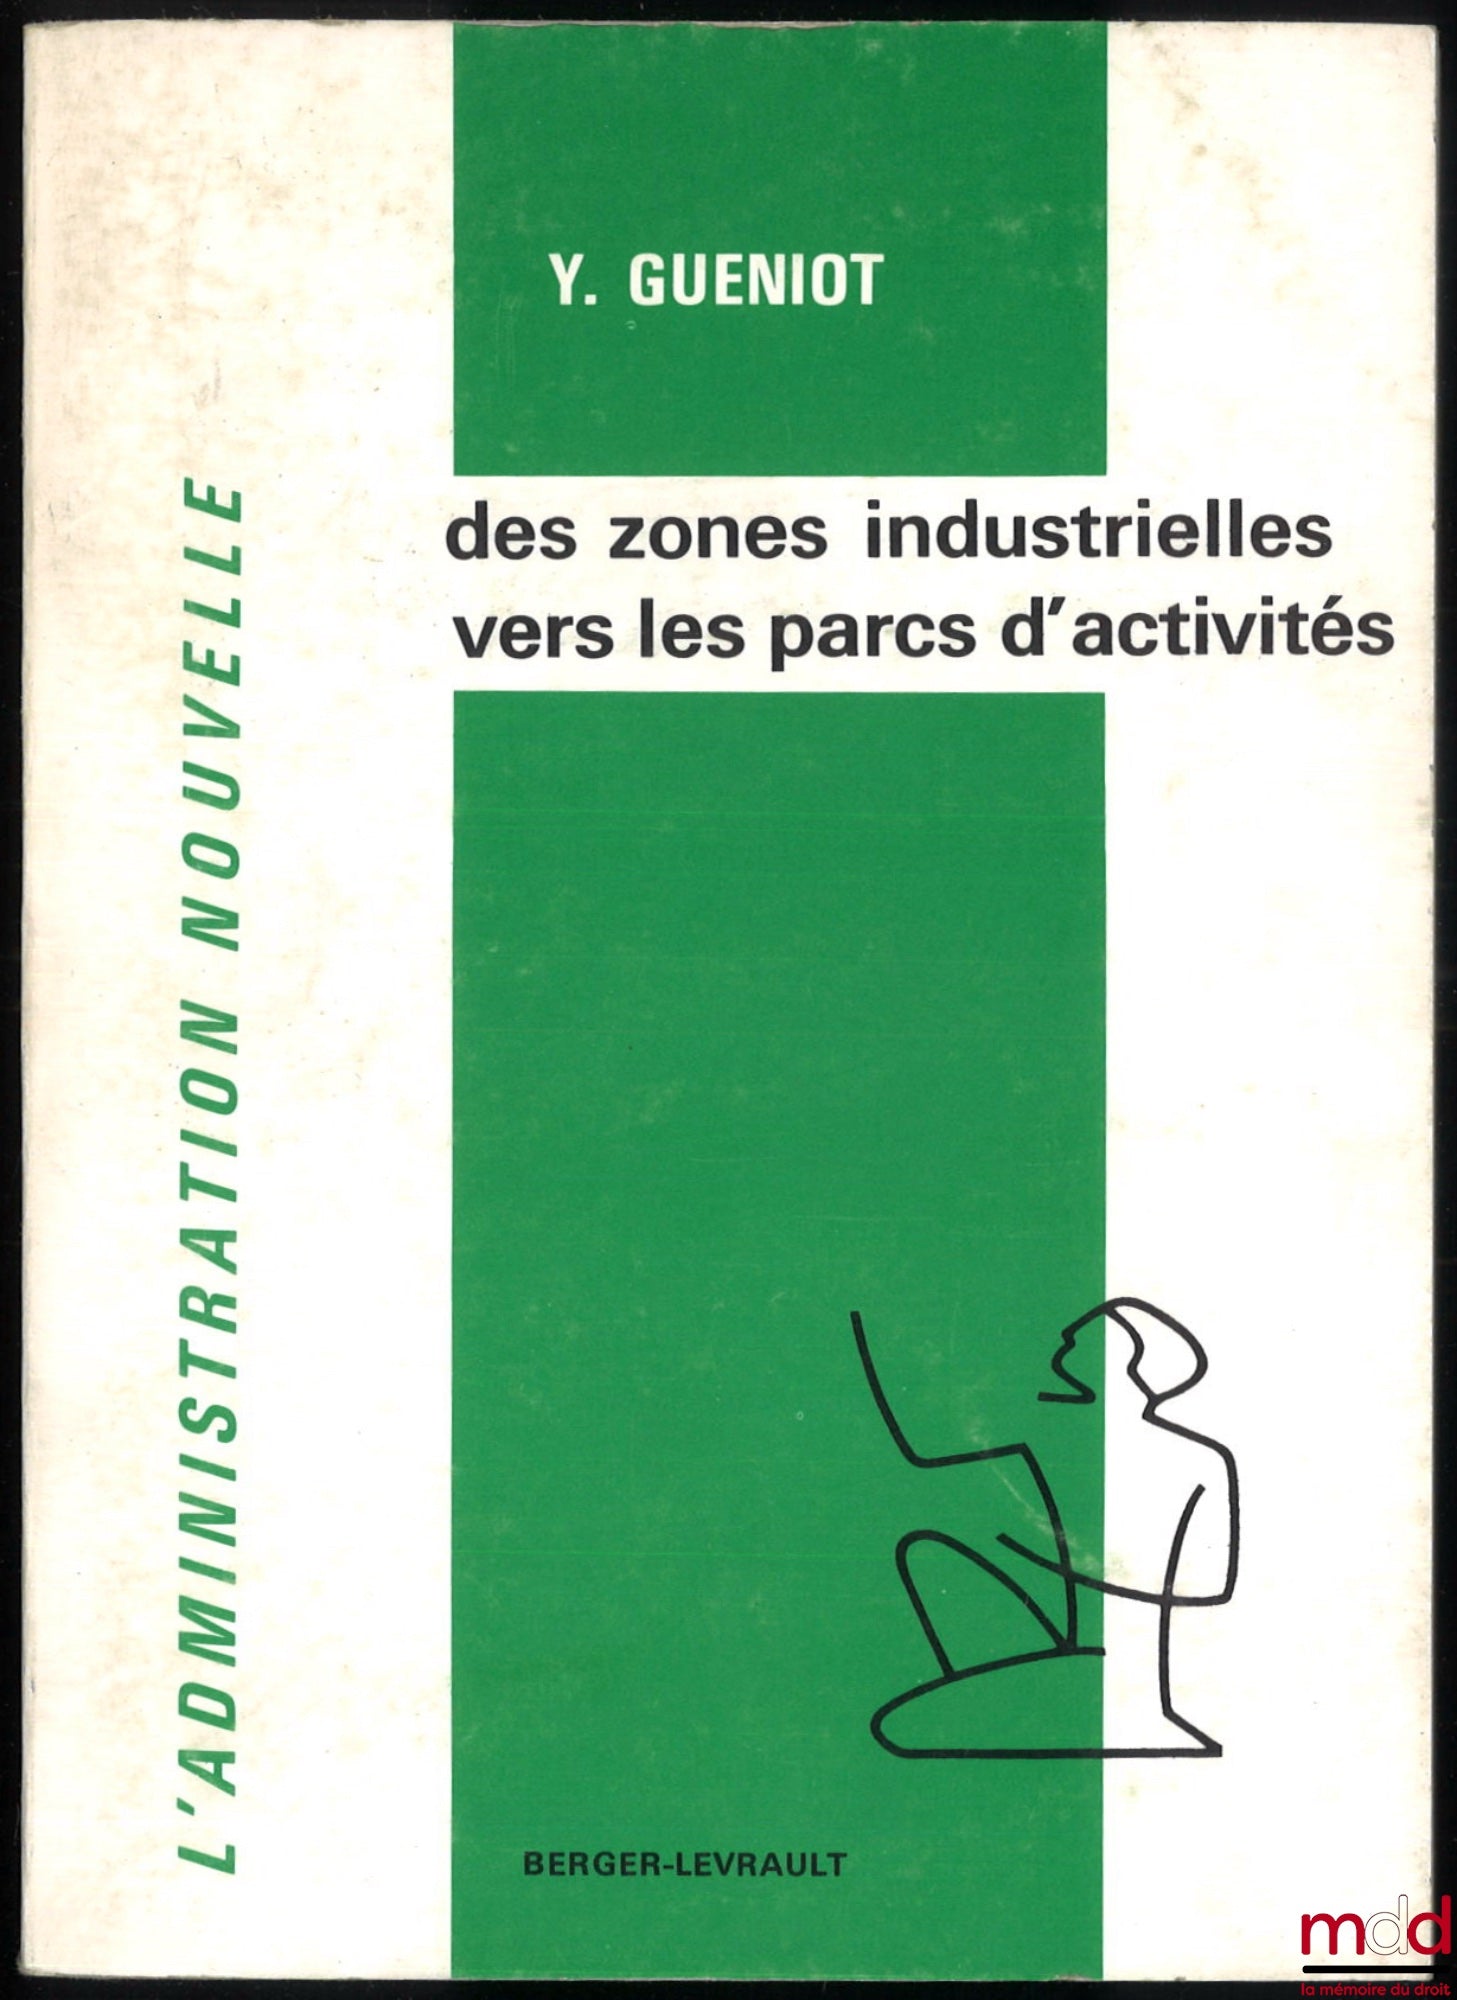 Y. GUENIOT
des zones industrielles
vers les parcs d'activités
L'ADMINISTRATION NOUVELLE
BERGER-LEVRAULT
mdd
la mémoire du droit